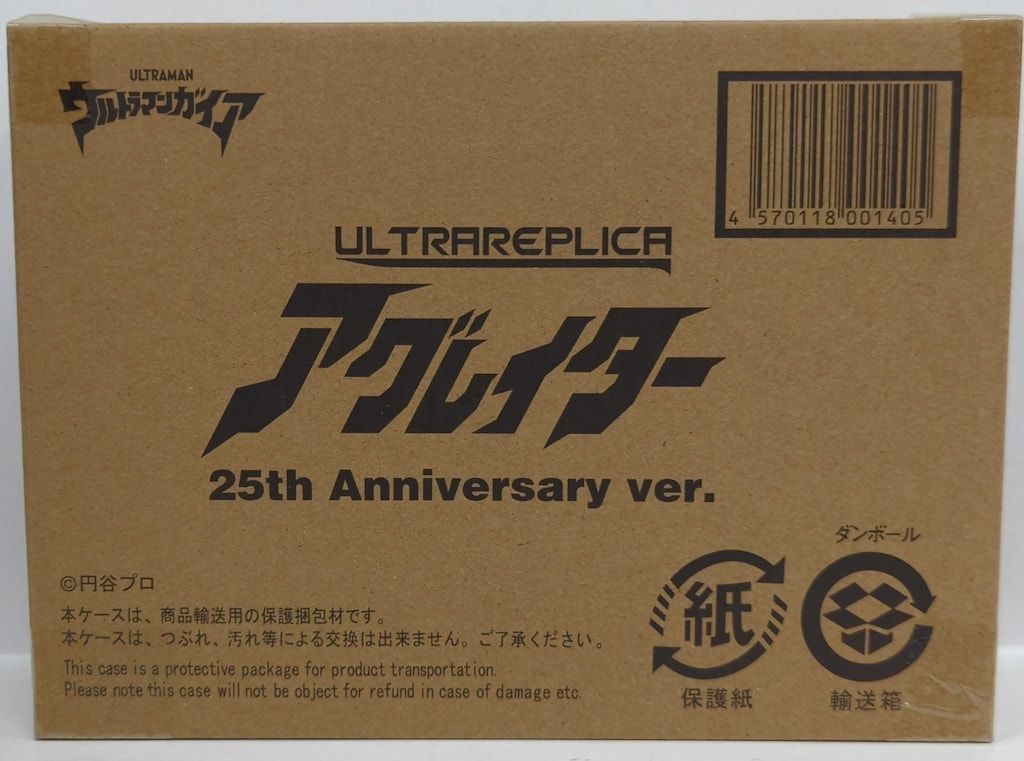 ULTRAMAN
ウルトラマンガイア
4 570118 001405
ULTRAREPLICA
アグレイター
25th Anniversary ver.
©円谷プロ
本ケースは、商品輸送用の保護梱包材です。
本ケースは、つぶれ、汚れ等による交換は出来ません。ご了承ください。
This case is a protective package for product transportation.
Please note this case will not be object for refund in case of damage etc.
紙
保護紙
ダンボール
輸送箱